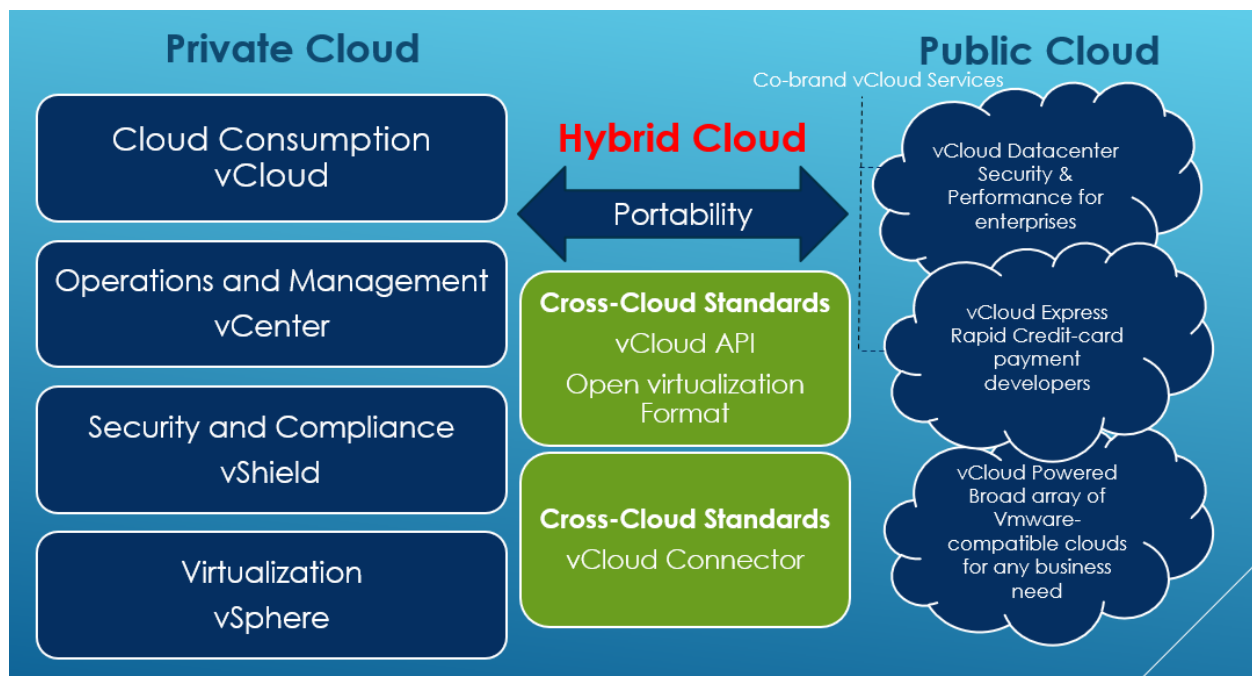 Private Cloud
Cloud Consumption
vCloud
Operations and Management
vCenter
Security and Compliance
vShield
Virtualization
vSphere
Hybrid Cloud
Portability
Cross-Cloud Standards
vCloud API
Open virtualization
Format
Cross-Cloud Standards
vCloud Connector
Public Cloud
Co-brand vCloud Services
vCloud Datacenter
Security &
Performance for
enterprises
vCloud Express
Rapid Credit-card
payment
developers
vCloud Powered
Broad array of
Vmware-
compatible clouds
for any business
need